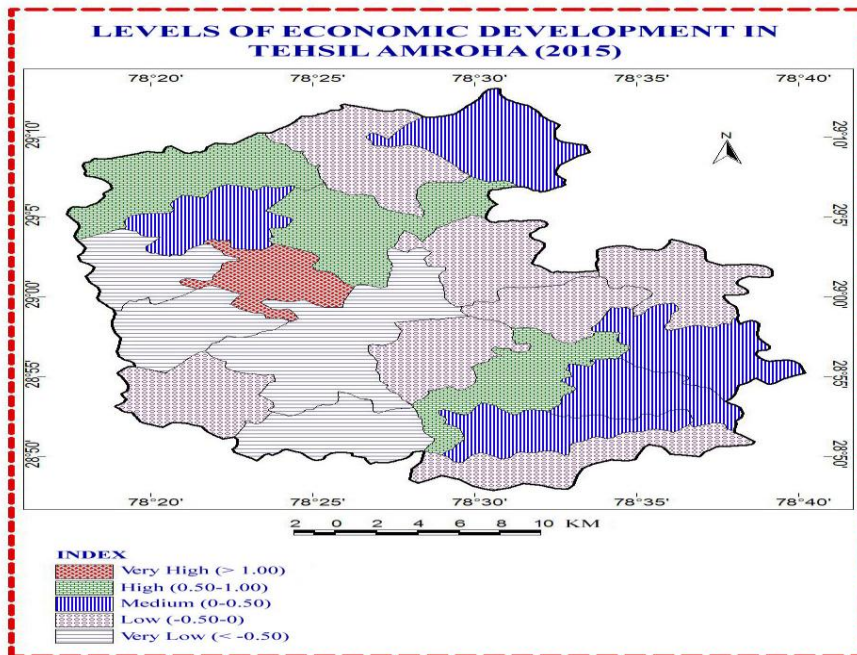 LEVELS OF ECONOMIC DEVELOPMENT IN
TEHSIL AMROHA (2015)
78°20' 78°25' 78°30' 78°35' 78°40'
29°10' 29°10'
N
29°5' 29°5'
29°00' 29°00'
28°55' 28°55'
28°50' 28°50'
78°20' 78°25' 78°30' 78°35' 78°40'
2 0 2 4 6 8 10 KM
INDEX
Very High (> 1.00)
High (0.50-1.00)
Medium (0-0.50)
Low (-0.50-0)
Very Low (< -0.50)